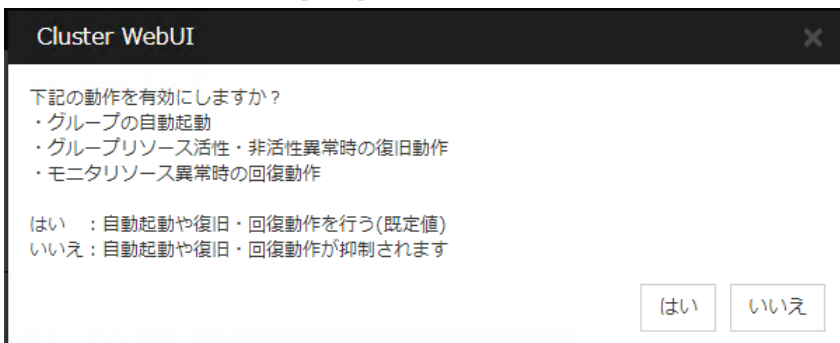 Cluster WebUI
下記の動作を有効にしますか？
・グループの自動起動
・グループリソース活性・非活性異常時の復旧動作
・モニタリソース異常時の回復動作
はい　：自動起動や復旧・回復動作を行う(既定値)
いいえ：自動起動や復旧・回復動作が抑制されます
はい　いいえ